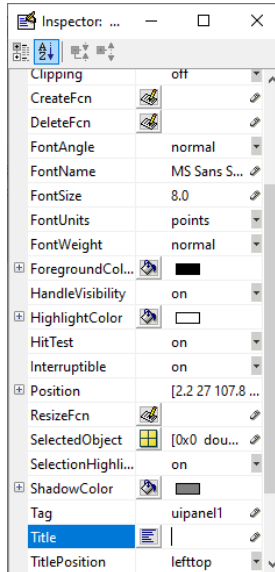 Inspector: ...
Clipping off
CreateFcn
DeleteFcn
FontAngle normal
FontName MS Sans S...
FontSize 8.0
FontUnits points
FontWeight normal
ForegroundCol...
HandleVisibility on
HighlightColor
HitTest on
Interruptible on
Position [2.2 27 107.8 ...
ResizeFcn
SelectedObject [0x0 dou...
SelectionHighli... on
ShadowColor
Tag uipanel1
Title
TitlePosition lefttop